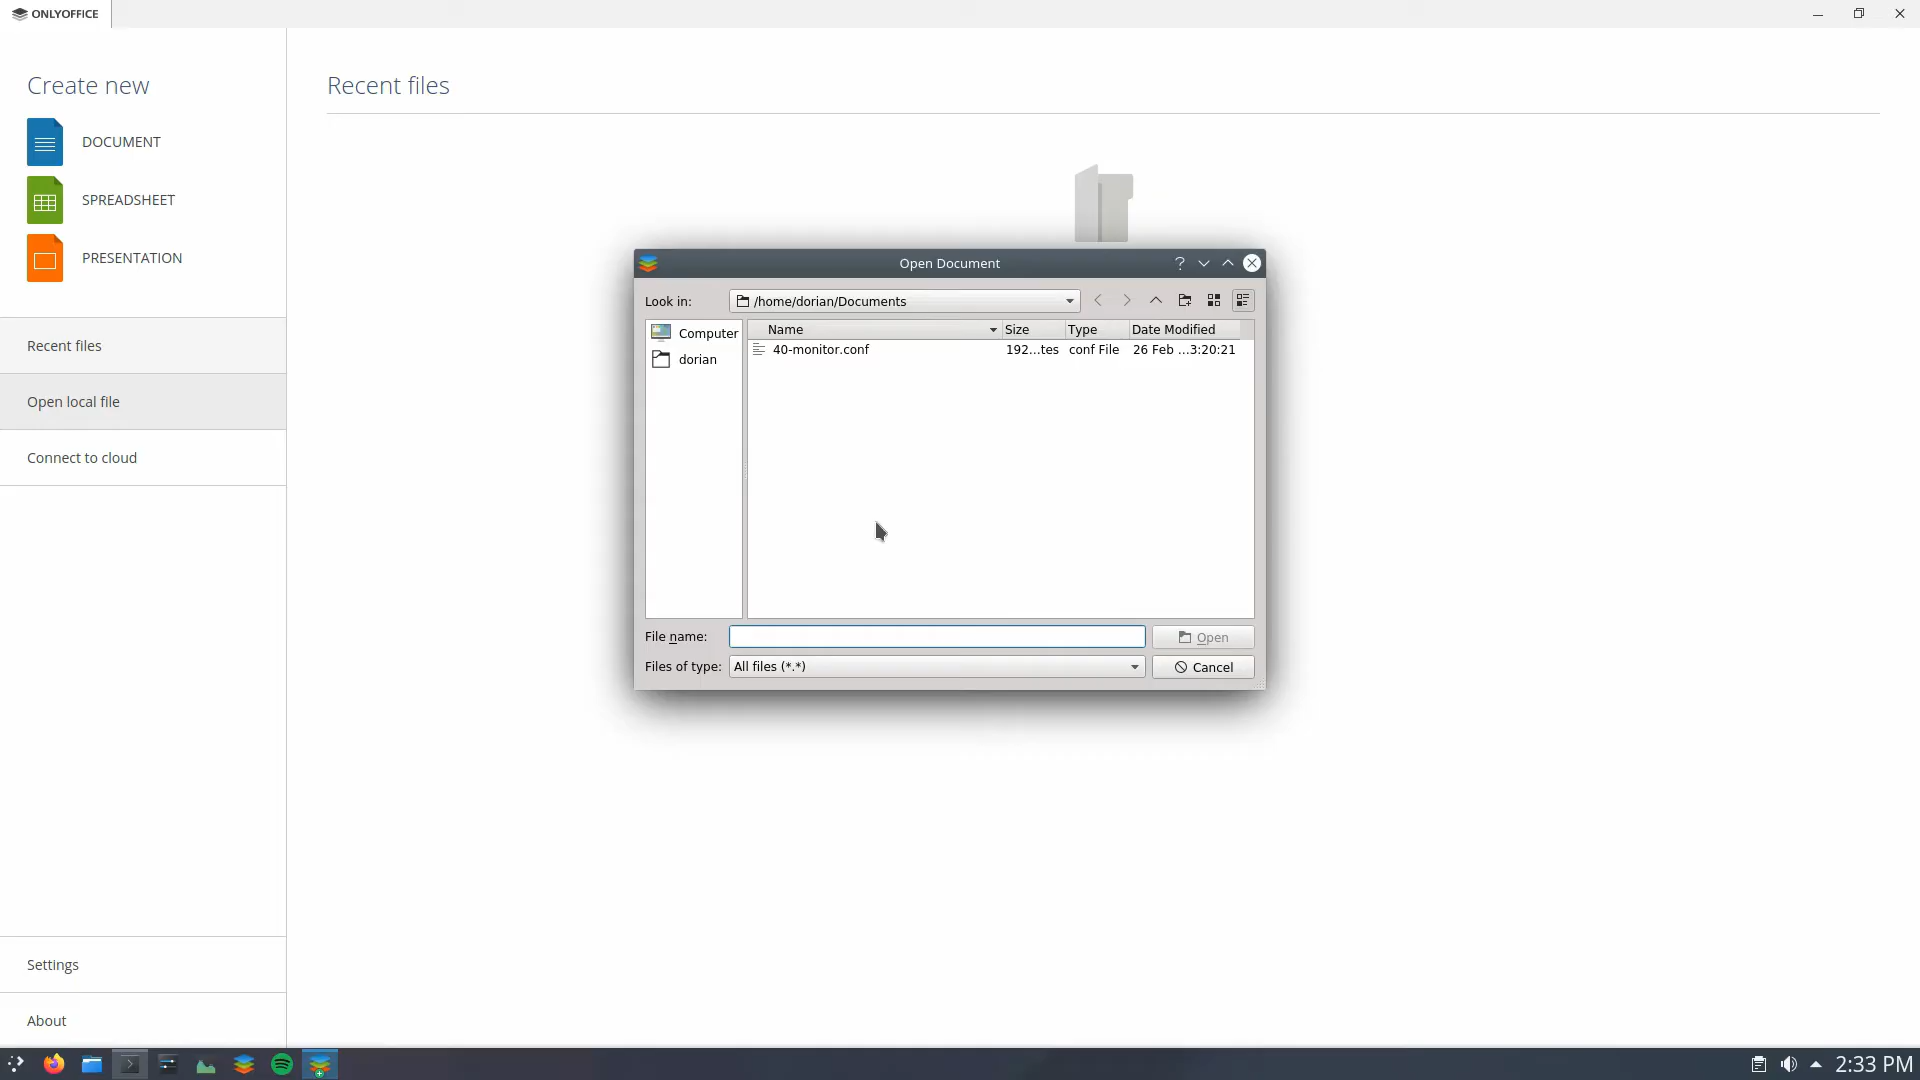 ONLYOFFICE
Create new
DOCUMENT
SPREADSHEET
PRESENTATION
Recent files
Open local file
Connect to cloud
Settings
About
Recent files
Open Document
?
Look in:
/home/dorian/Documents
Computer
dorian
Name Size Type Date Modified
40-monitor.conf 192...tes conf File 26 Feb ...3:20:21
File name:
Open
Files of type: All files (*.*)
Cancel
2:33 PM